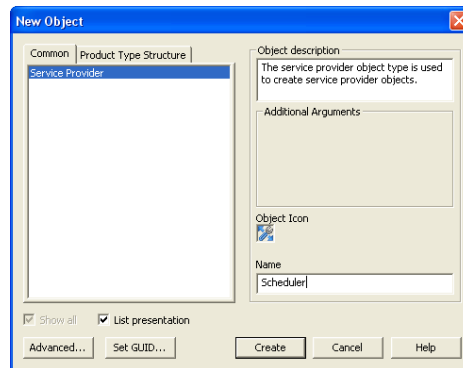 New Object
Common
Product Type Structure
Service Provider
Object description
The service provider object type is used
to create service provider objects.
Additional Arguments
Object Icon
Name
Scheduler
Show all
List presentation
Advanced...
Set GUID...
Create
Cancel
Help